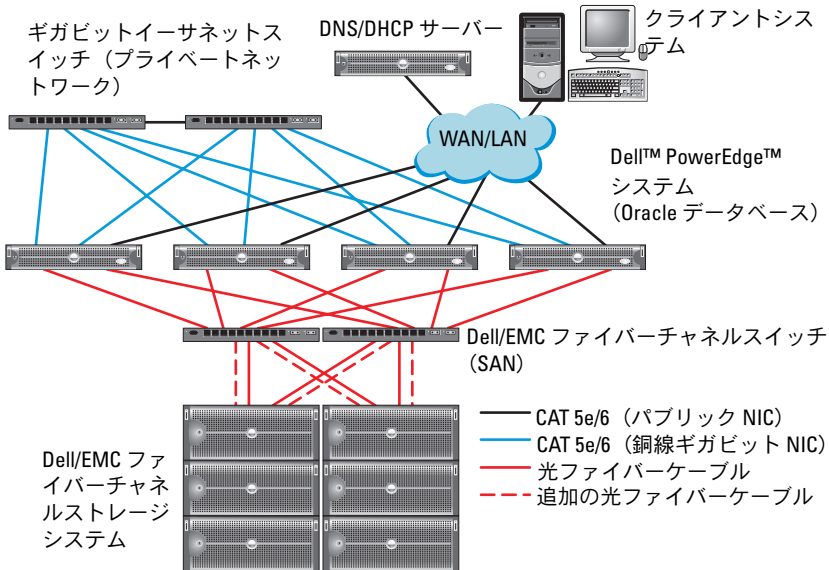 ギガビットイーサネットス
イッチ（プライベートネッ
トワーク）
DNS/DHCP サーバー
クライアントシス
テム
WAN/LAN
Dell™ PowerEdge™
システム
（Oracle データベース）
Dell/EMC ファイバーチャネルスイッチ
（SAN）
Dell/EMC ファ
イバーチャネ
ルストレージ
システム
CAT 5e/6（パブリック NIC）
CAT 5e/6（銅線ギガビット NIC）
光ファイバーケーブル
追加の光ファイバーケーブル